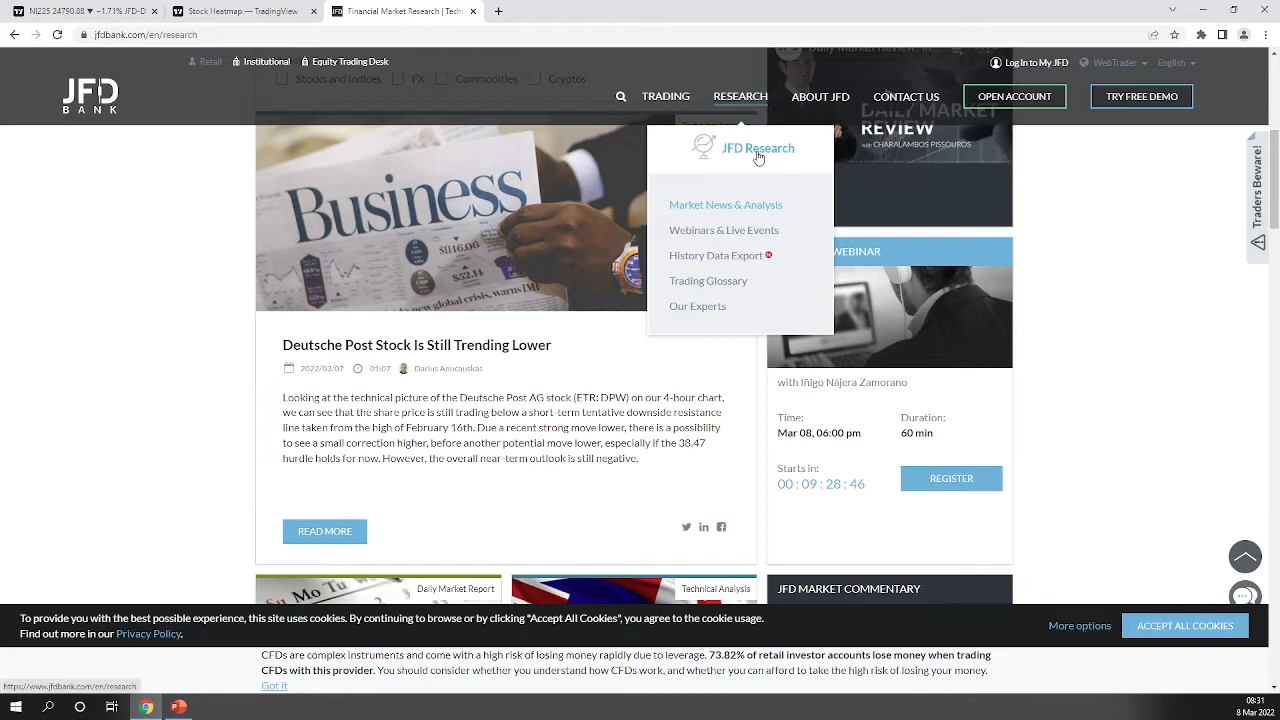 NI225 24790.88 ▼ −1.71% JFD-D
Stock Heatmap — TradingView
Financial Market Research | Tech
jfdbank.com/en/research
Retail
Institutional
Equity Trading Desk
Log In to My JFD
WebTrader
English
JFD
BANK
Stocks and Indices
FX
Commodities
Cryptos
TRADING
RESEARCH
ABOUT JFD
CONTACT US
OPEN ACCOUNT
TRY FREE DEMO
DAILY MARKET
REVIEW
with CHARALAMBOS PISSOUROS
JFD Research
Market News & Analysis
Webinars & Live Events
History Data Export
Trading Glossary
Our Experts
Traders Beware!
Business
$1146.06
$52.14
new global crisis, warns IMF
WEBINAR
Deutsche Post Stock Is Still Trending Lower
2022/03/07
01:07
Darius Anucauskas
Looking at the technical picture of the Deutsche Post AG stock (ETR: DPW) on our 4-hour chart,
we can see that the share price is still trading below a short-term tentative downside resistance
line taken from the high of February 16th. Due a recent strong move lower, there is a possibility
to see a small correction higher, before another potential move lower, especially if the 38.47
hurdle holds for now. However, the overall near-term outlook is still negative.
READ MORE
with Iñigo Nájera Zamorano
Time:
Duration:
Mar 08, 06:00 pm
60 min
Starts in:
00 : 09 : 28 : 46
REGISTER
Su Mo Tu
Daily Market Report
Technical Analysis
JFD MARKET COMMENTARY
To provide you with the best possible experience, this site uses cookies. By continuing to browse or by clicking "Accept All Cookies", you agree to the cookie usage.
Find out more in our Privacy Policy.
More options
ACCEPT ALL COOKIES
CFDs are complex instruments and come with a high risk of losing money rapidly due to leverage. 73.82% of retail investor accounts lose money when trading
CFDs with this provider. You should consider whether you understand how CFDs work and whether you can afford to take the high risk of losing your money.
Got it
https://www.jfdbank.com/en/research
08:31
8 Mar 2022